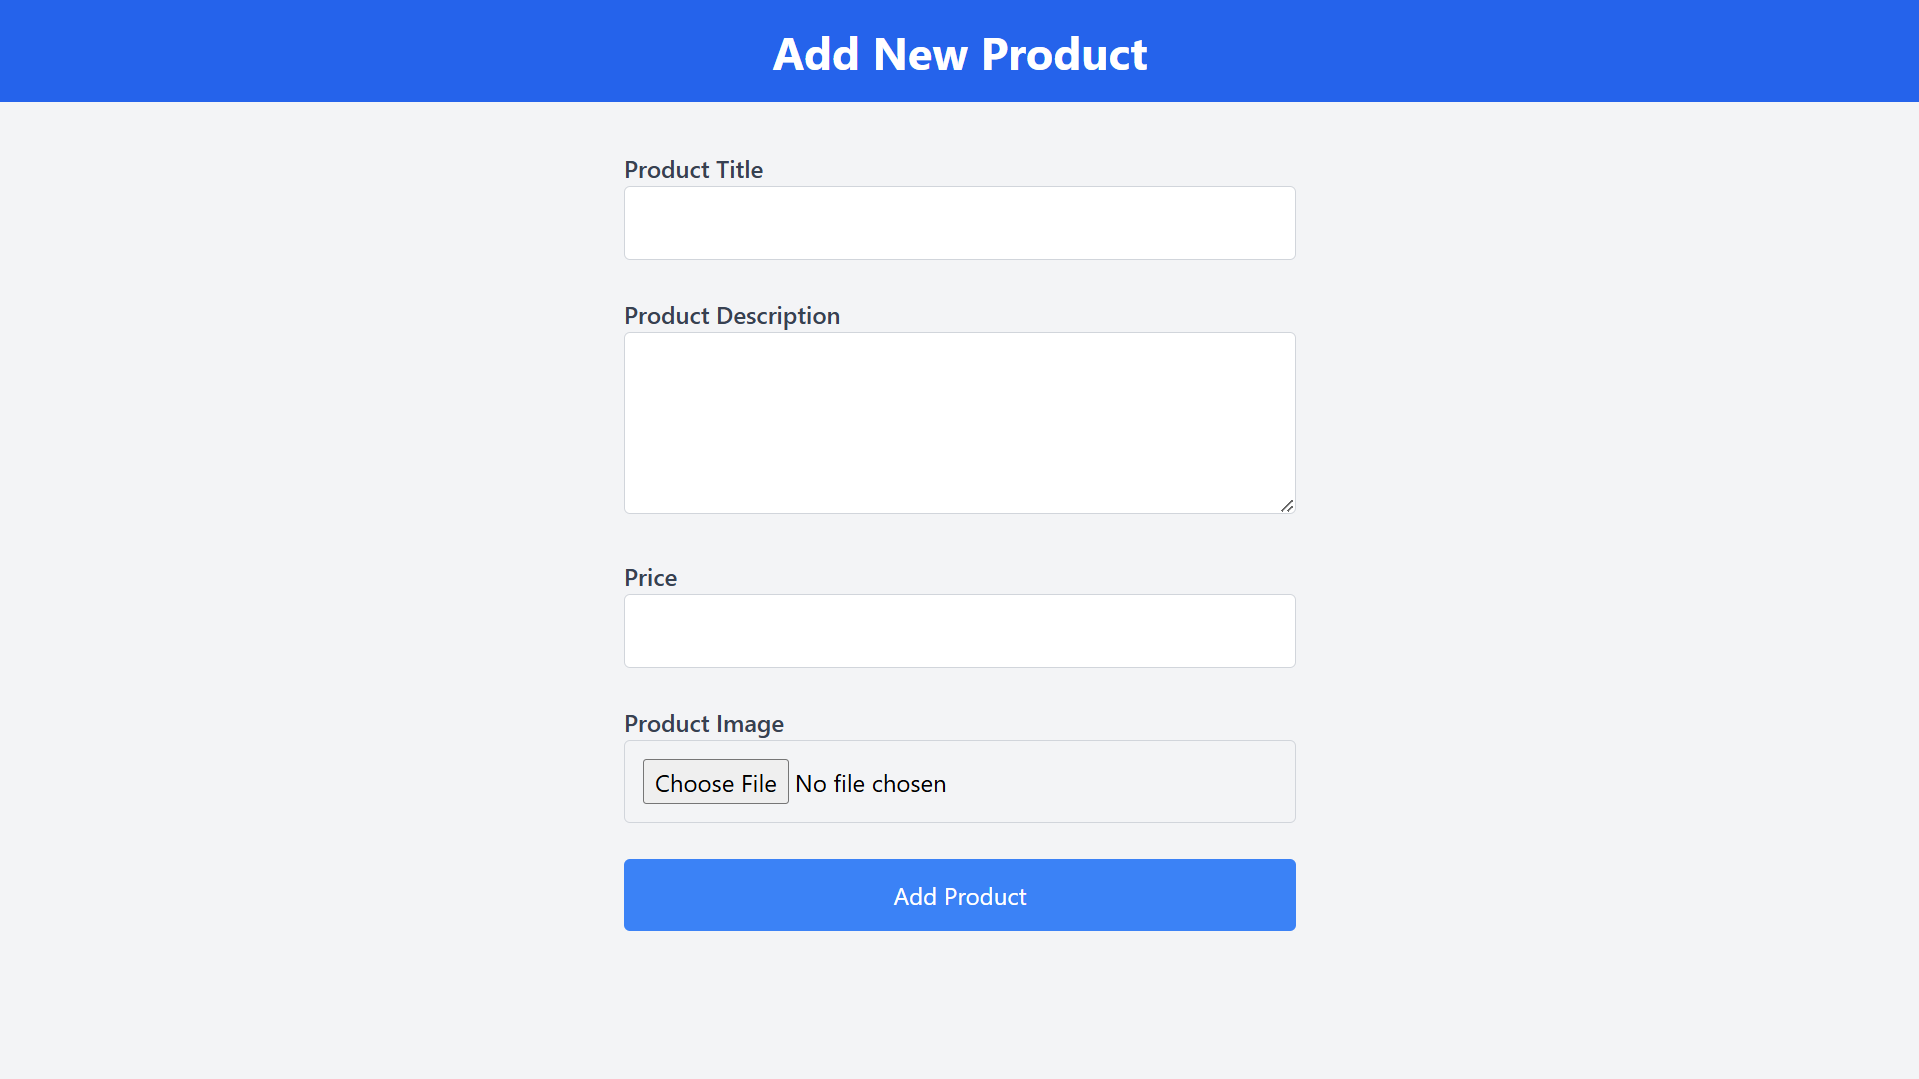 Add New Product
Product Title
Product Description
Price
Product Image
Choose File No file chosen
Add Product